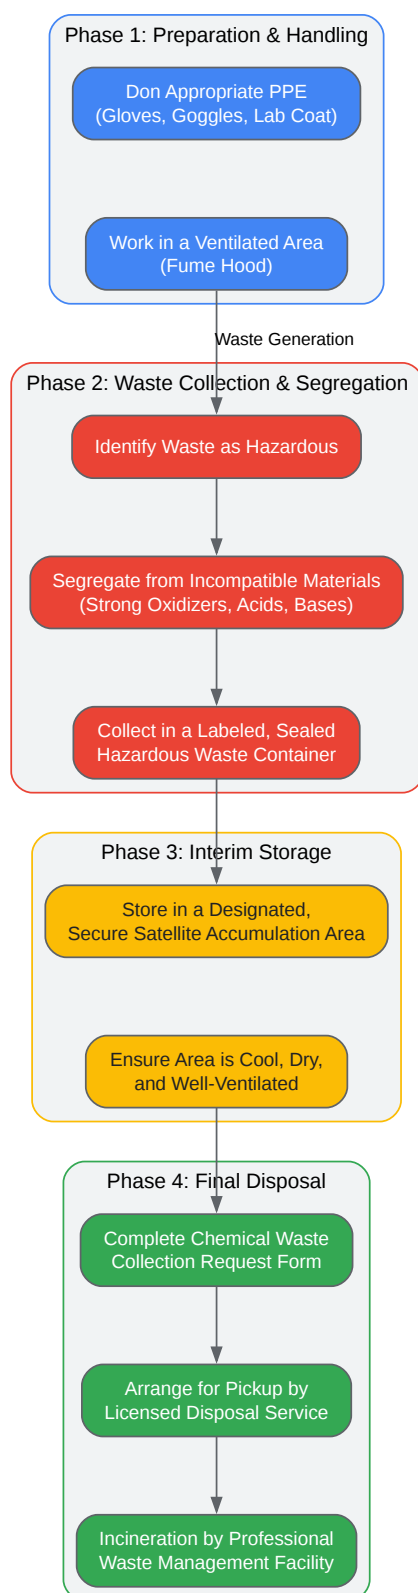 Phase 1: Preparation & Handling
Don Appropriate PPE
(Gloves, Goggles, Lab Coat)
Work in a Ventilated Area
(Fume Hood)
Waste Generation
Phase 2: Waste Collection & Segregation
Identify Waste as Hazardous
Segregate from Incompatible Materials
(Strong Oxidizers, Acids, Bases)
Collect in a Labeled, Sealed
Hazardous Waste Container
Phase 3: Interim Storage
Store in a Designated,
Secure Satellite Accumulation Area
Ensure Area is Cool, Dry,
and Well-Ventilated
Phase 4: Final Disposal
Complete Chemical Waste
Collection Request Form
Arrange for Pickup by
Licensed Disposal Service
Incineration by Professional
Waste Management Facility